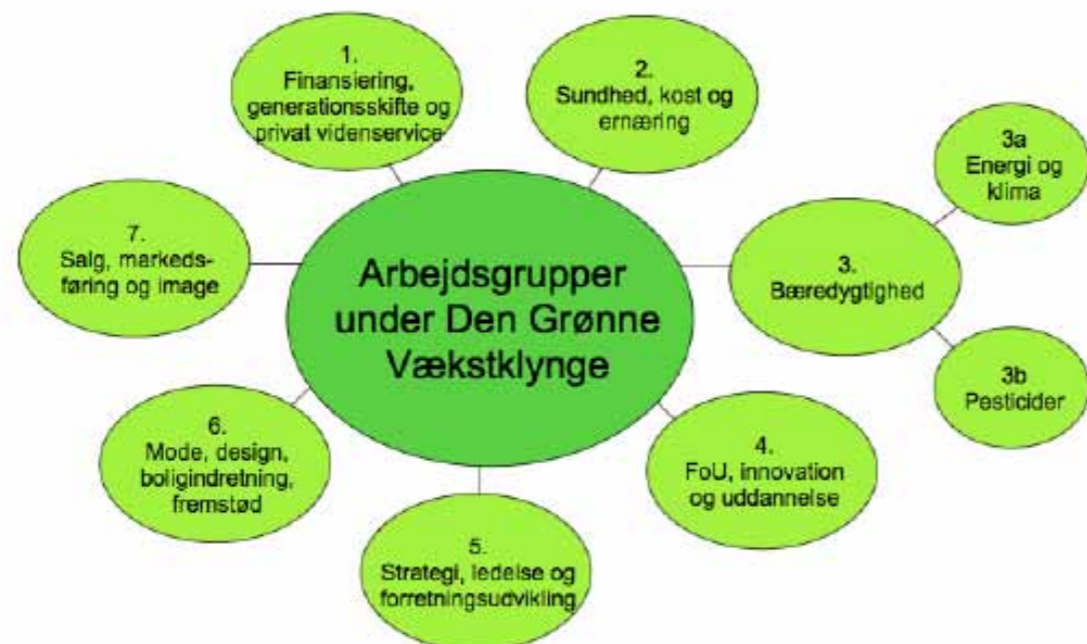 1.
Finansiering,
generationsskifte og
privat videnservice
2.
Sundhed, kost og
ernæring
3a
Energi og
klima
3.
Bæredygtighed
3b
Pesticider
4.
FoU, innovation
og uddannelse
5.
Strategi, ledelse og
forretningsudvikling
6.
Mode, design,
boligindretning,
fremstød
7.
Salg, markeds-
føring og image
Arbejdsgrupper
under Den Grønne
Vækstklynge